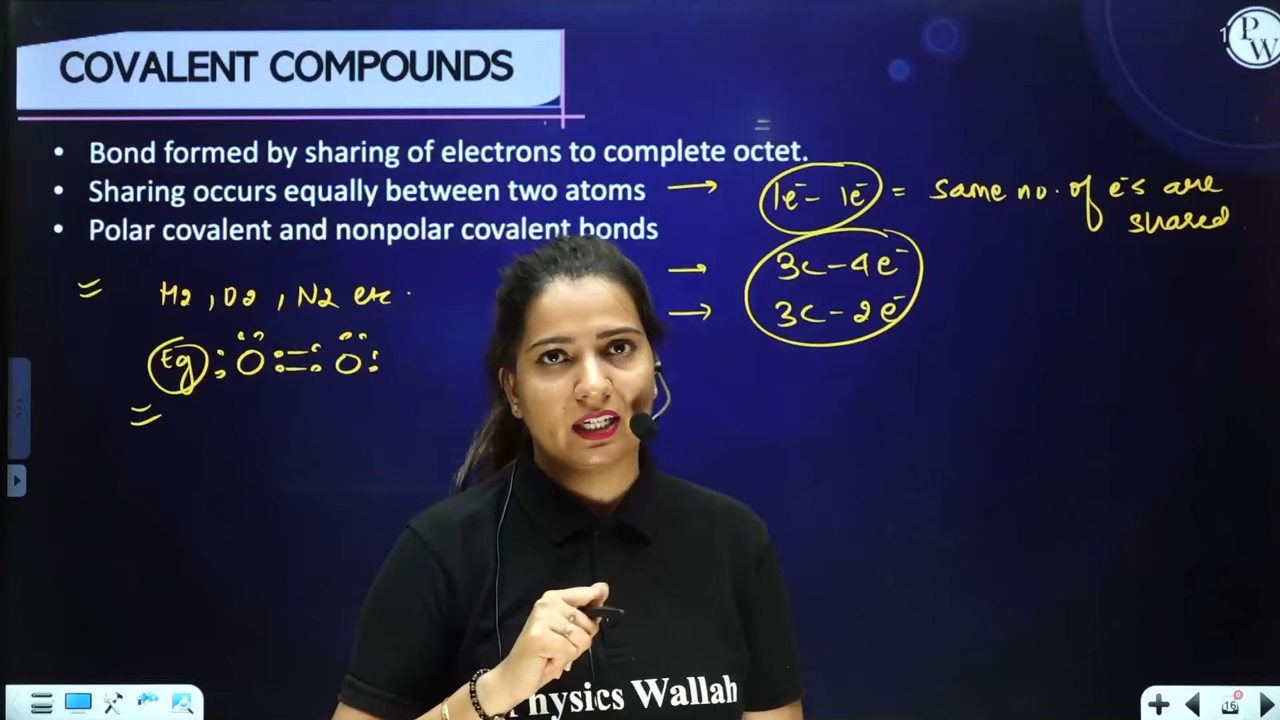 COVALENT COMPOUNDS
PW
=
• Bond formed by sharing of electrons to complete octet.
• Sharing occurs equally between two atoms → 1e⁻ - 1e⁻ = same no. of e⁻s are shared
• Polar covalent and nonpolar covalent bonds
→ 3c - 4e⁻
= H2, O2, N2 etc.
→ 3c - 2e⁻
Eg :O::O:
=
Physics Wallah
16